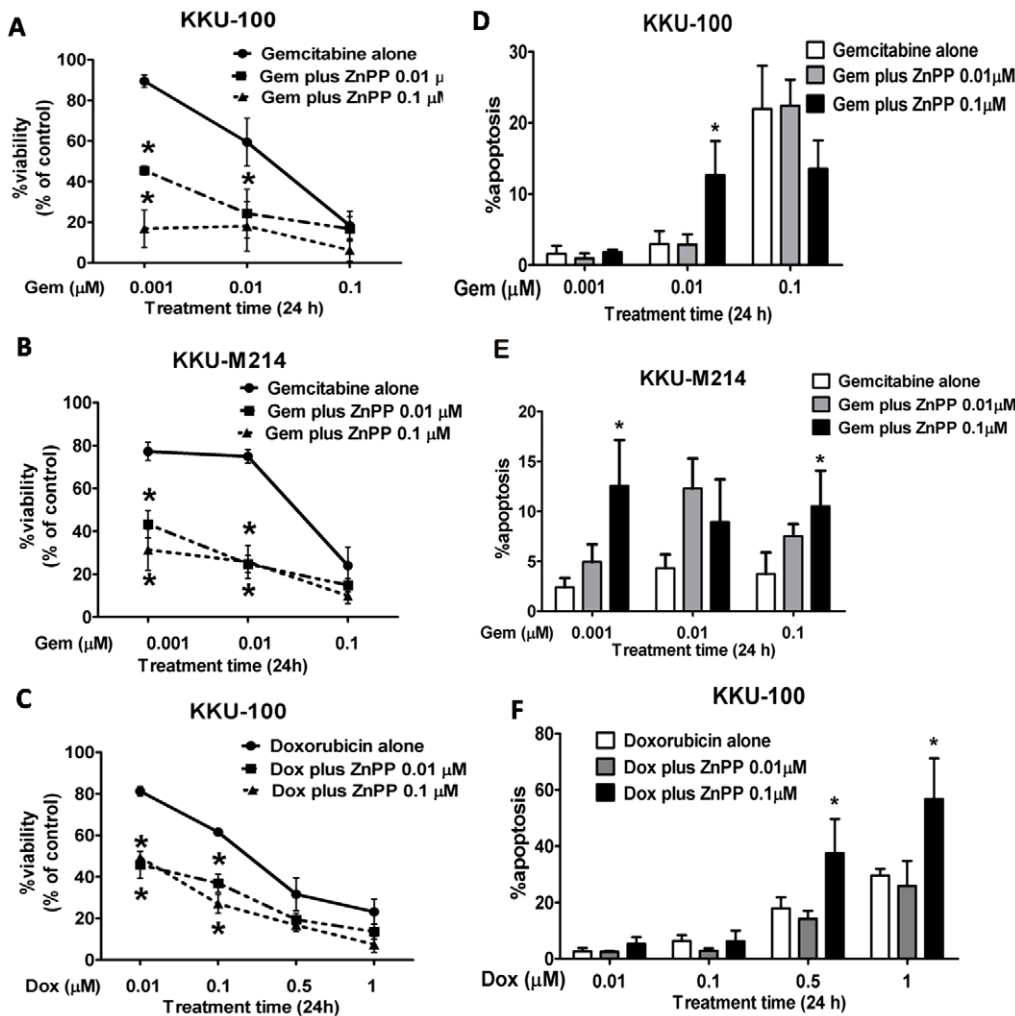 A
KKU-100
Gemcitabine alone
Gem plus ZnPP 0.01 μ
Gem plus ZnPP 0.1 μM
%viability
(% of control)
100
80
60
40
20
0
*
*
*
Gem (μM)
0.001 0.01 0.1
Treatment time (24 h)
D
KKU-100
Gemcitabine alone
Gem plus ZnPP 0.01μM
Gem plus ZnPP 0.1μM
%apoptosis
30
20
10
0
*
Gem (μM)
0.001 0.01 0.1
Treatment time (24 h)
B
KKU-M214
Gemcitabine alone
Gem plus ZnPP 0.01 μM
Gem plus ZnPP 0.1 μM
%viability
(% of control)
100
80
60
40
20
0
*
*
*
*
Gem (μM)
0.001 0.01 0.1
Treatment time (24h)
E
KKU-M214
Gemcitabine alone
Gem plus ZnPP 0.01μM
Gem plus ZnPP 0.1μM
%apoptosis
20
15
10
5
0
*
*
Gem (μM)
0.001 0.01 0.1
Treatment time (24 h)
C
KKU-100
Doxorubicin alone
Dox plus ZnPP 0.01 μM
Dox plus ZnPP 0.1 μM
%viability
(% of control)
100
80
60
40
20
0
*
*
*
*
Dox (μM)
0.01 0.1 0.5 1
Treatment time (24h)
F
KKU-100
Doxorubicin alone
Dox plus ZnPP 0.01μM
Dox plus ZnPP 0.1μM
%apoptosis
80
60
40
20
0
*
*
Dox (μM)
0.01 0.1 0.5 1
Treatment time (24 h)